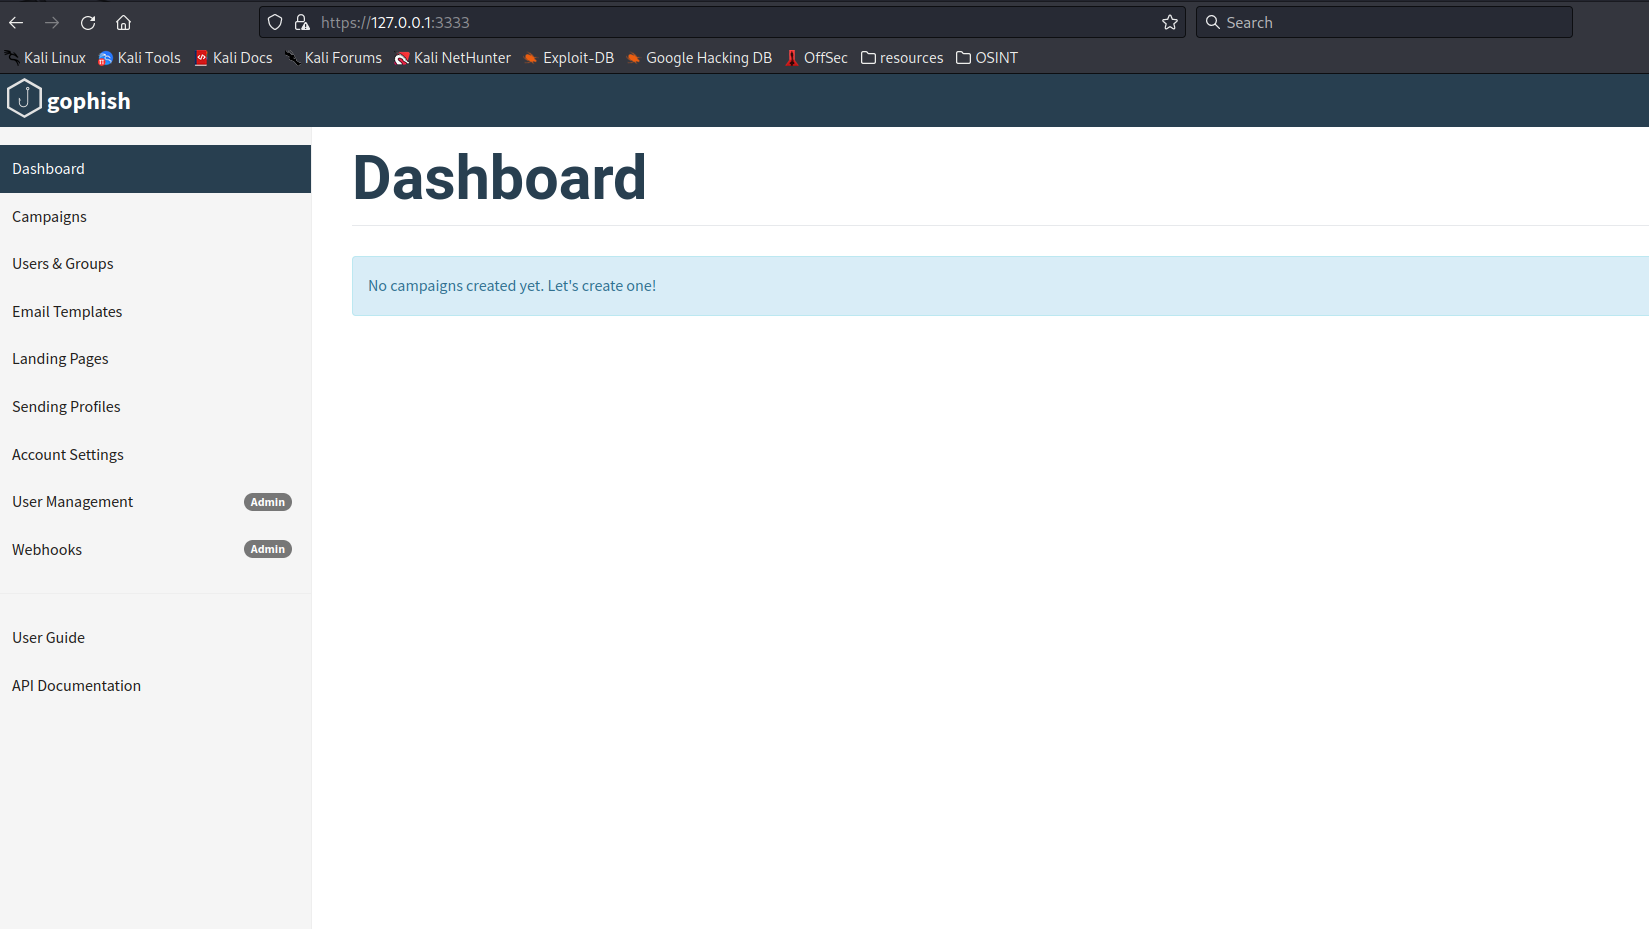 https://127.0.0.1:3333
Search
Kali Linux Kali Tools Kali Docs Kali Forums Kali NetHunter Exploit-DB Google Hacking DB OffSec resources OSINT
gophish
Dashboard
Campaigns
Users & Groups
Email Templates
Landing Pages
Sending Profiles
Account Settings
User Management Admin
Webhooks Admin
User Guide
API Documentation
Dashboard
No campaigns created yet. Let's create one!